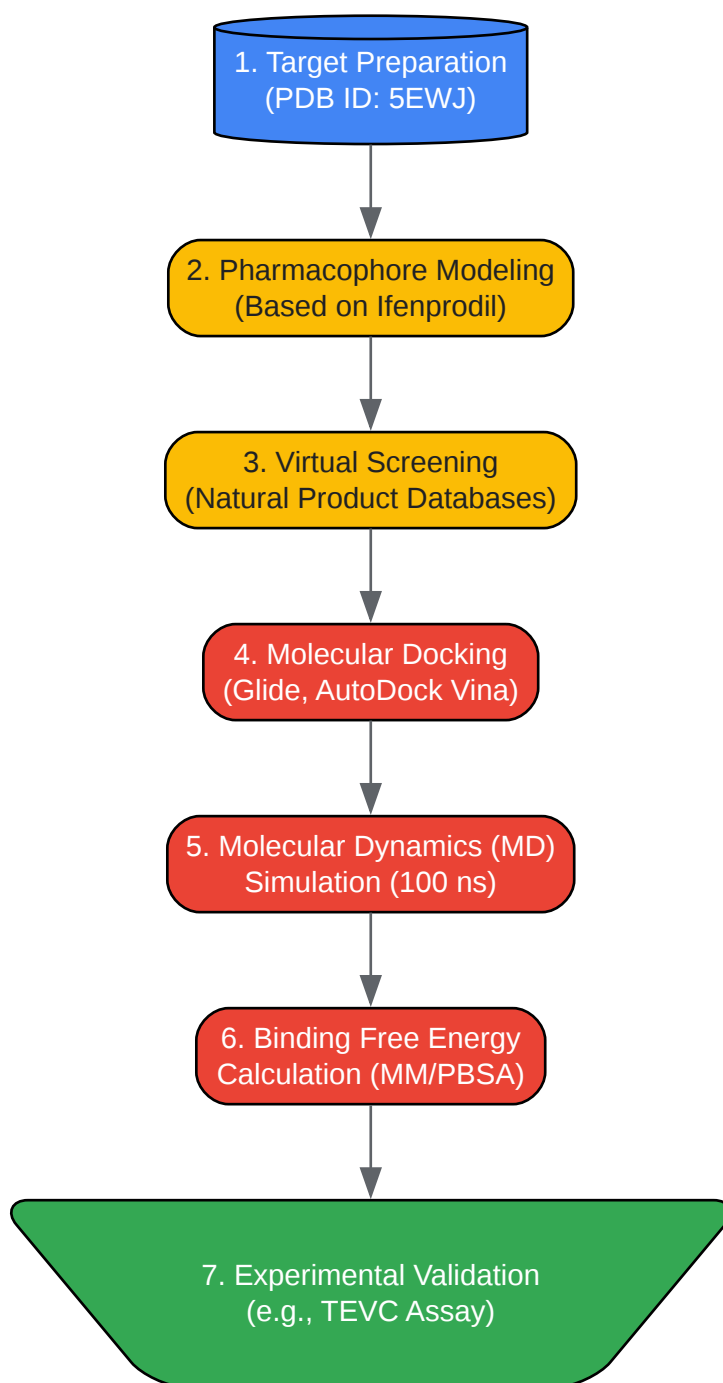 1. Target Preparation
(PDB ID: 5EWJ)
2. Pharmacophore Modeling
(Based on Ifenprodil)
3. Virtual Screening
(Natural Product Databases)
4. Molecular Docking
(Glide, AutoDock Vina)
5. Molecular Dynamics (MD)
Simulation (100 ns)
6. Binding Free Energy
Calculation (MM/PBSA)
7. Experimental Validation
(e.g., TEVC Assay)